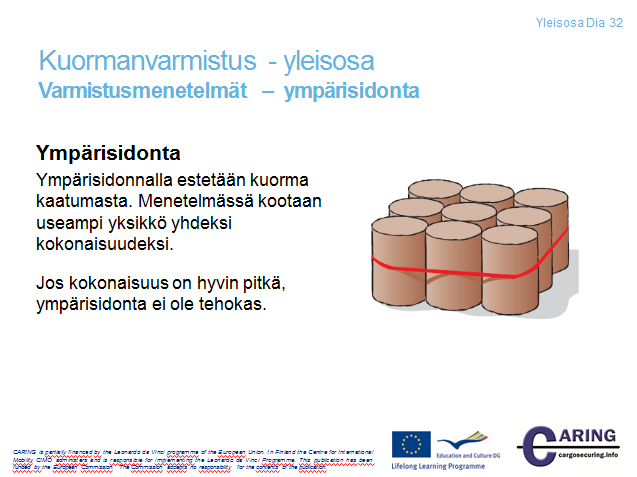 Yleisosa Dia 32
Kuormanvarmistus - yleisosa
Varmistusmenetelmät – ympärisidonta
Ympärisidonta
Ympärisidonnalla estetään kuorma
kaatumasta. Menetelmässä kootaan
useampi yksikkö yhdeksi
kokonaisuudeksi.
Jos kokonaisuus on hyvin pitkä,
ympärisidonta ei ole tehokas.
CARING is partially financed by the Leonardo da Vinci programme of the European Union. In Finland the Centre for International
Mobility CIMO administers and is responsible for implementing the Leonardo da Vinci Programme. This publication has been
funded by the European Commission. The Commission accepts no responsibility for the contents of the publication.
Education and Culture DG
Lifelong Learning Programme
CARING
cargosecuring.info